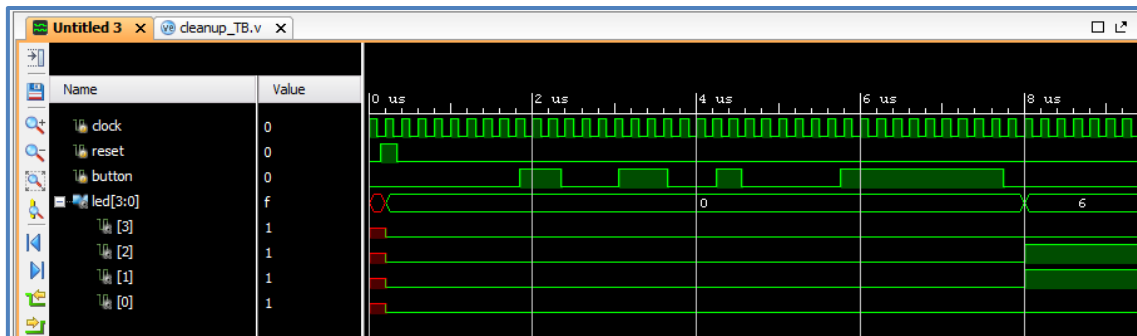 Untitled 3 cleanup_TB.v
Name Value
0 us 2 us 4 us 6 us 8 us
clock 0
reset 0
button 0
led[3:0] f 0 6
[3] 1
[2] 1
[1] 1
[0] 1